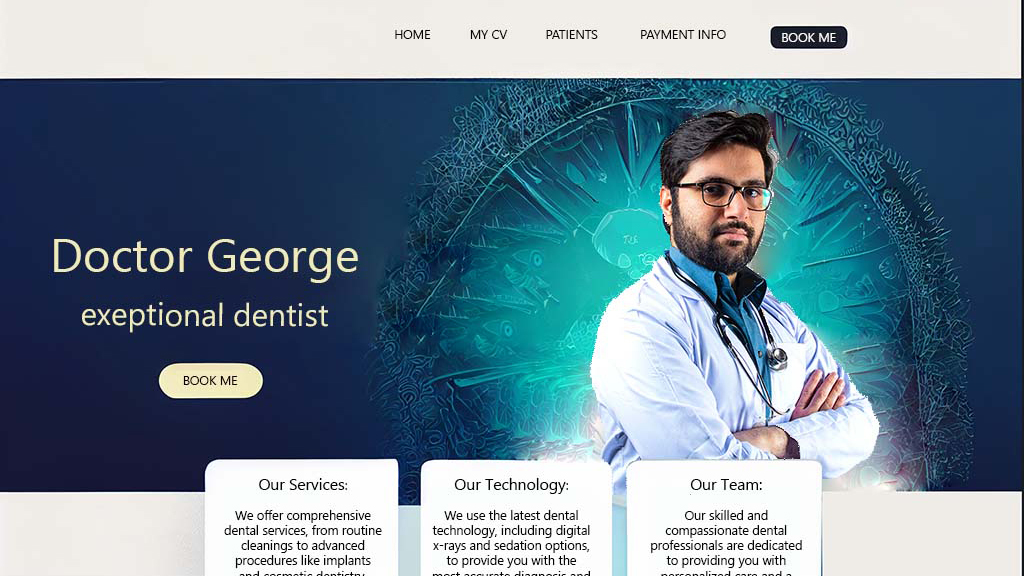 HOME MY CV PATIENTS PAYMENT INFO BOOK ME
Doctor George
exeptional dentist
BOOK ME
Our Services:
We offer comprehensive
dental services, from routine
cleanings to advanced
procedures like implants
and cosmetic dentistry
Our Technology:
We use the latest dental
technology, including digital
x-rays and sedation options,
to provide you with the
most accurate diagnosis and
Our Team:
Our skilled and
compassionate dental
professionals are dedicated
to providing you with
personalized care and a